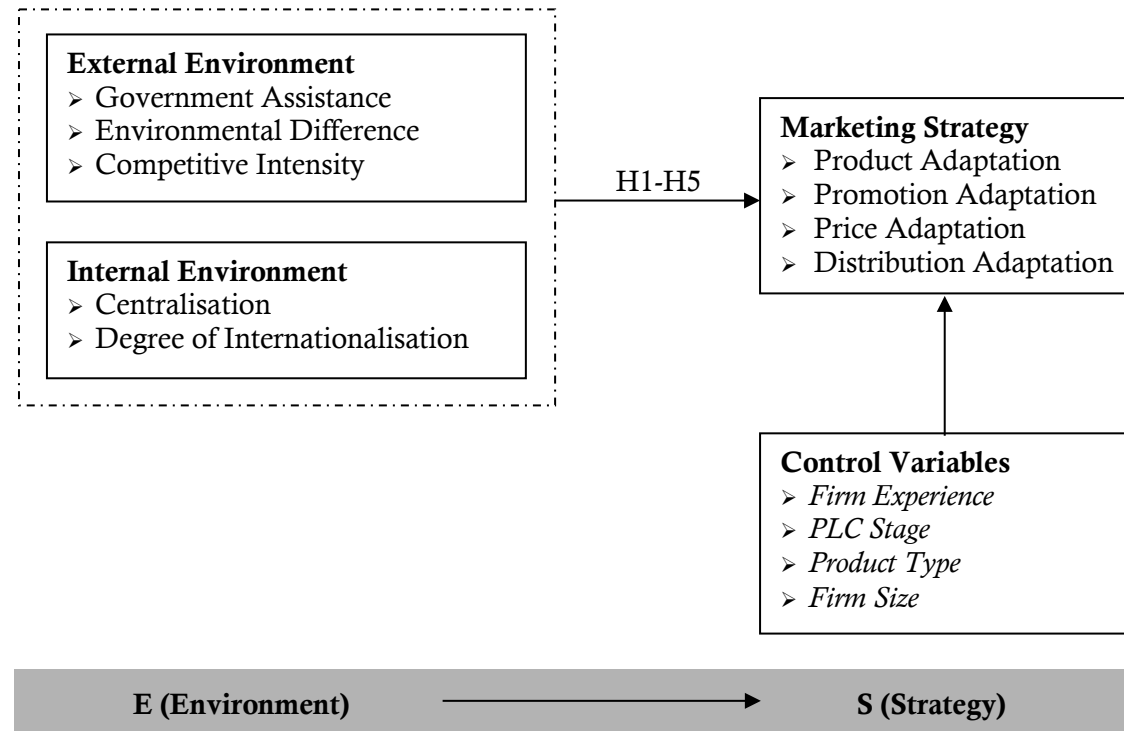 External Environment
➢ Government Assistance
➢ Environmental Difference
➢ Competitive Intensity
Internal Environment
➢ Centralisation
➢ Degree of Internationalisation
H1-H5
Marketing Strategy
➢ Product Adaptation
➢ Promotion Adaptation
➢ Price Adaptation
➢ Distribution Adaptation
Control Variables
➢ Firm Experience
➢ PLC Stage
➢ Product Type
➢ Firm Size
E (Environment)
S (Strategy)